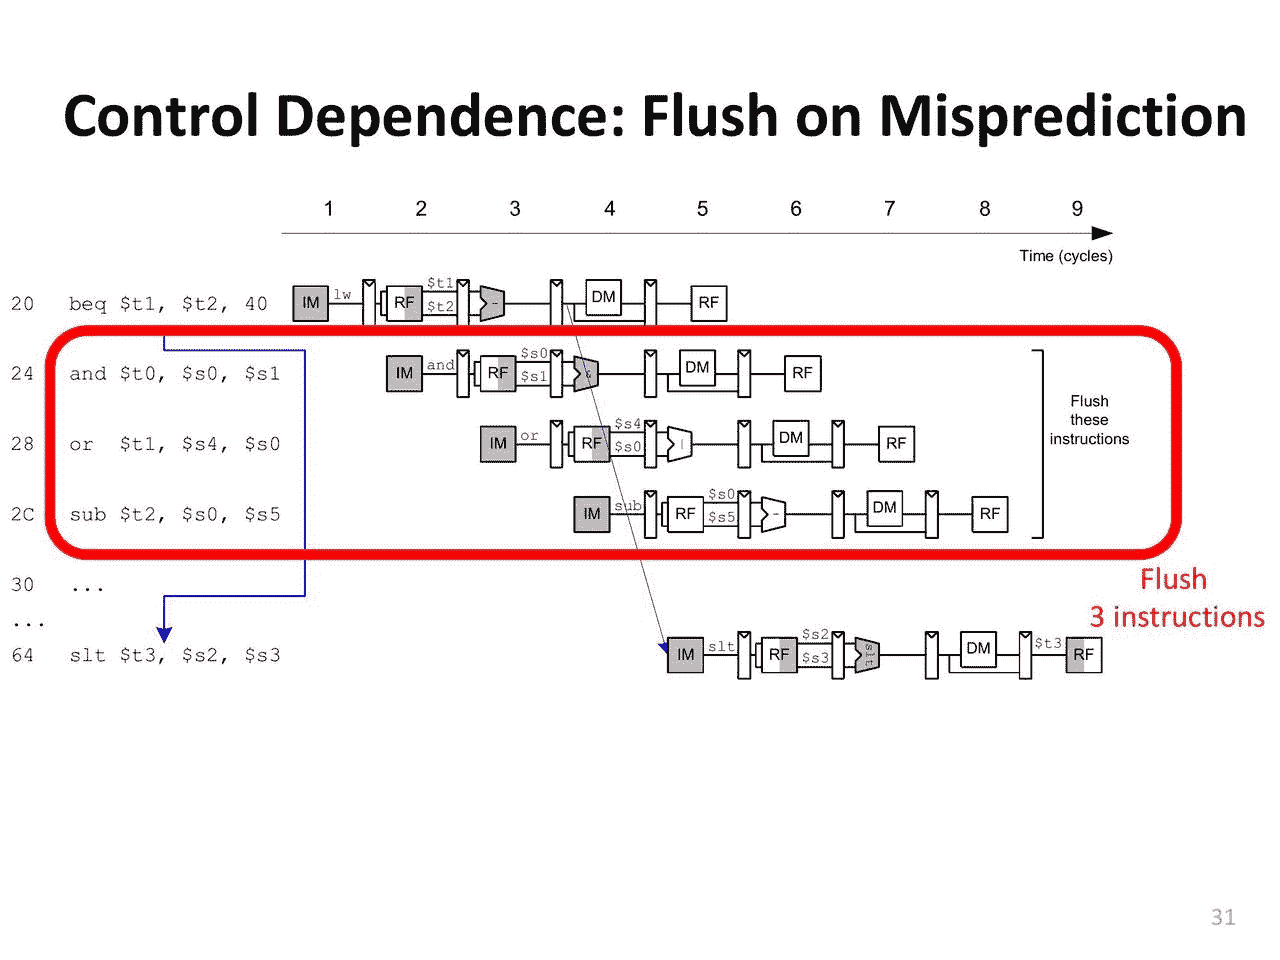 Control Dependence: Flush on Misprediction
1 2 3 4 5 6 7 8 9
Time (cycles)
20 beq $t1, $t2, 40 IM lw RF $t1 $t2 - DM RF
24 and $t0, $s0, $s1 IM and RF $s0 $s1 & DM RF
28 or $t1, $s4, $s0 IM or RF $s4 $s0 | DM RF
2C sub $t2, $s0, $s5 IM sub RF $s0 $s5 - DM RF
Flush
these
instructions
30 ...
...
Flush
3 instructions
64 slt $t3, $s2, $s3 IM slt RF $s2 $s3 slt DM $t3 RF
31